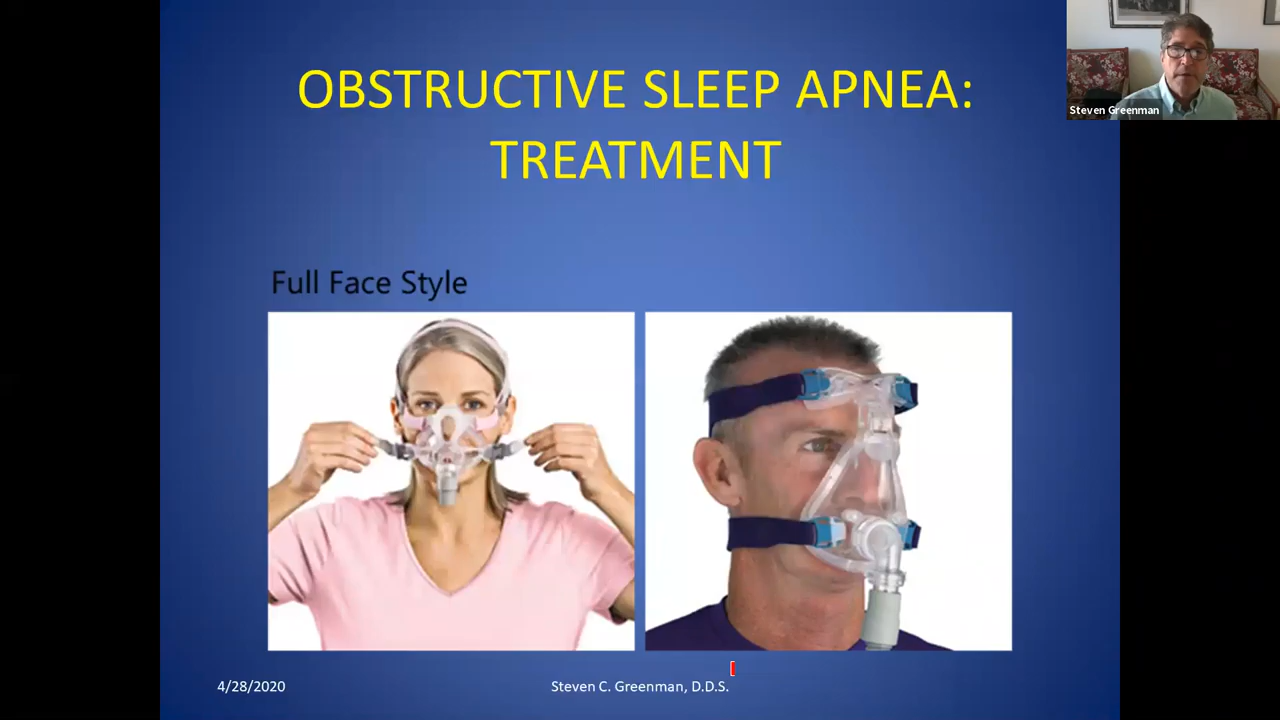 OBSTRUCTIVE SLEEP APNEA:
TREATMENT
Steven Greenman
Full Face Style
4/28/2020
Steven C. Greenman, D.D.S.